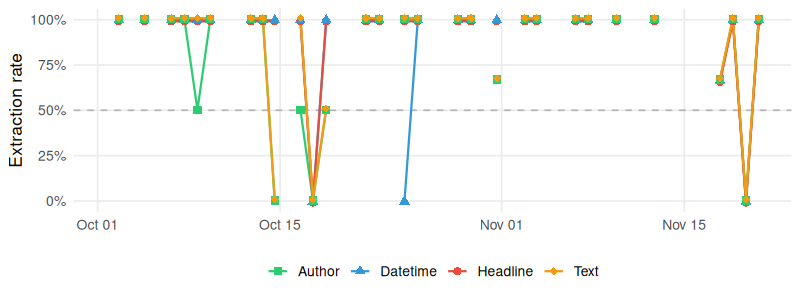 Extraction rate
100%
75%
50%
25%
0%
Oct 01 Oct 15 Nov 01 Nov 15
Author Datetime Headline Text